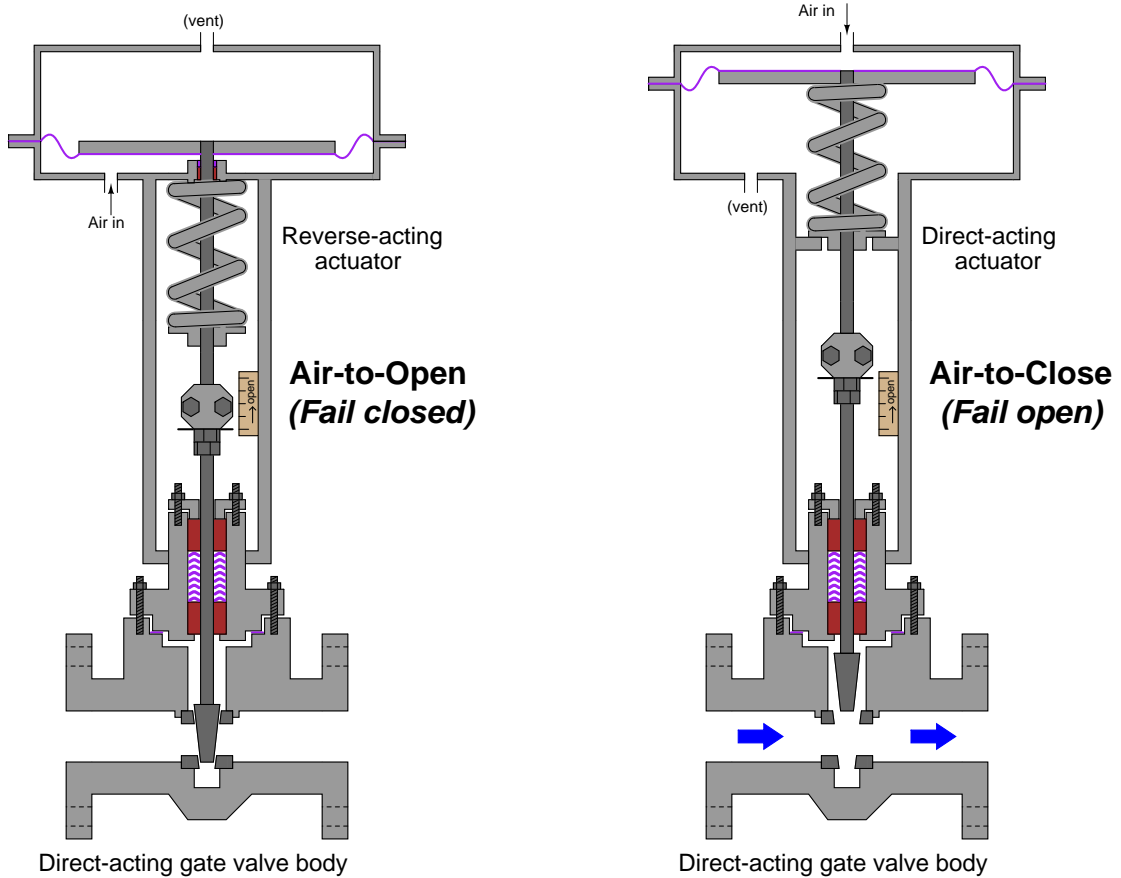 (vent)
Air in
Reverse-acting
actuator
Air-to-Open
(Fail closed)
open
Direct-acting gate valve body
Air in
(vent)
Direct-acting
actuator
Air-to-Close
(Fail open)
open
Direct-acting gate valve body